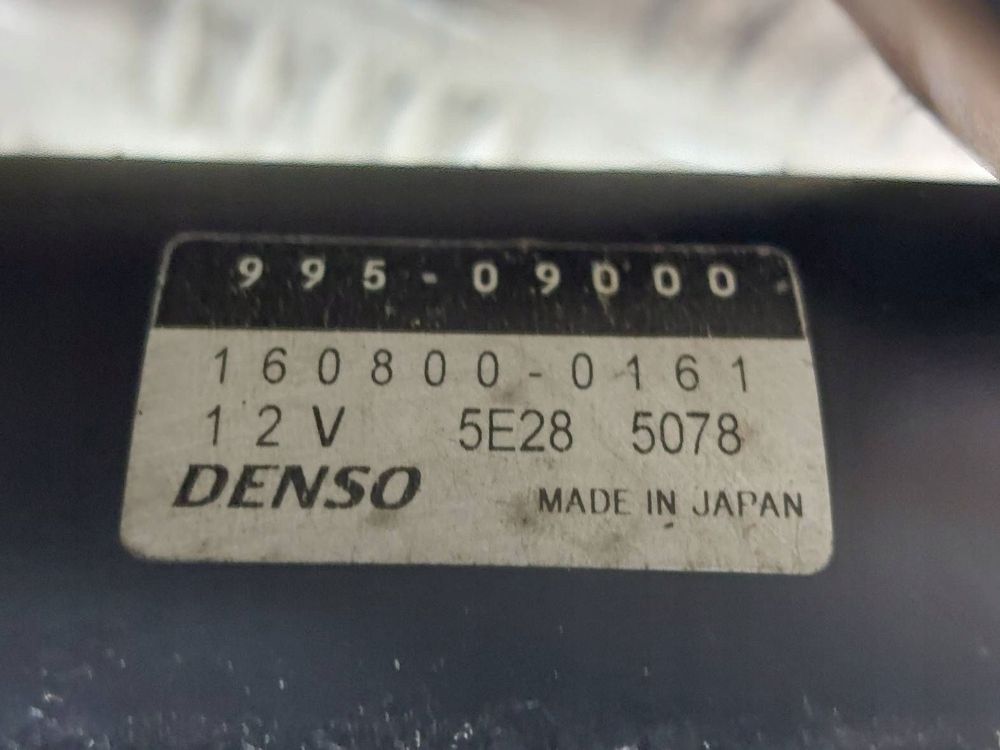 995-09000
160800-0161
12V 5E28 5078
DENSO MADE IN JAPAN